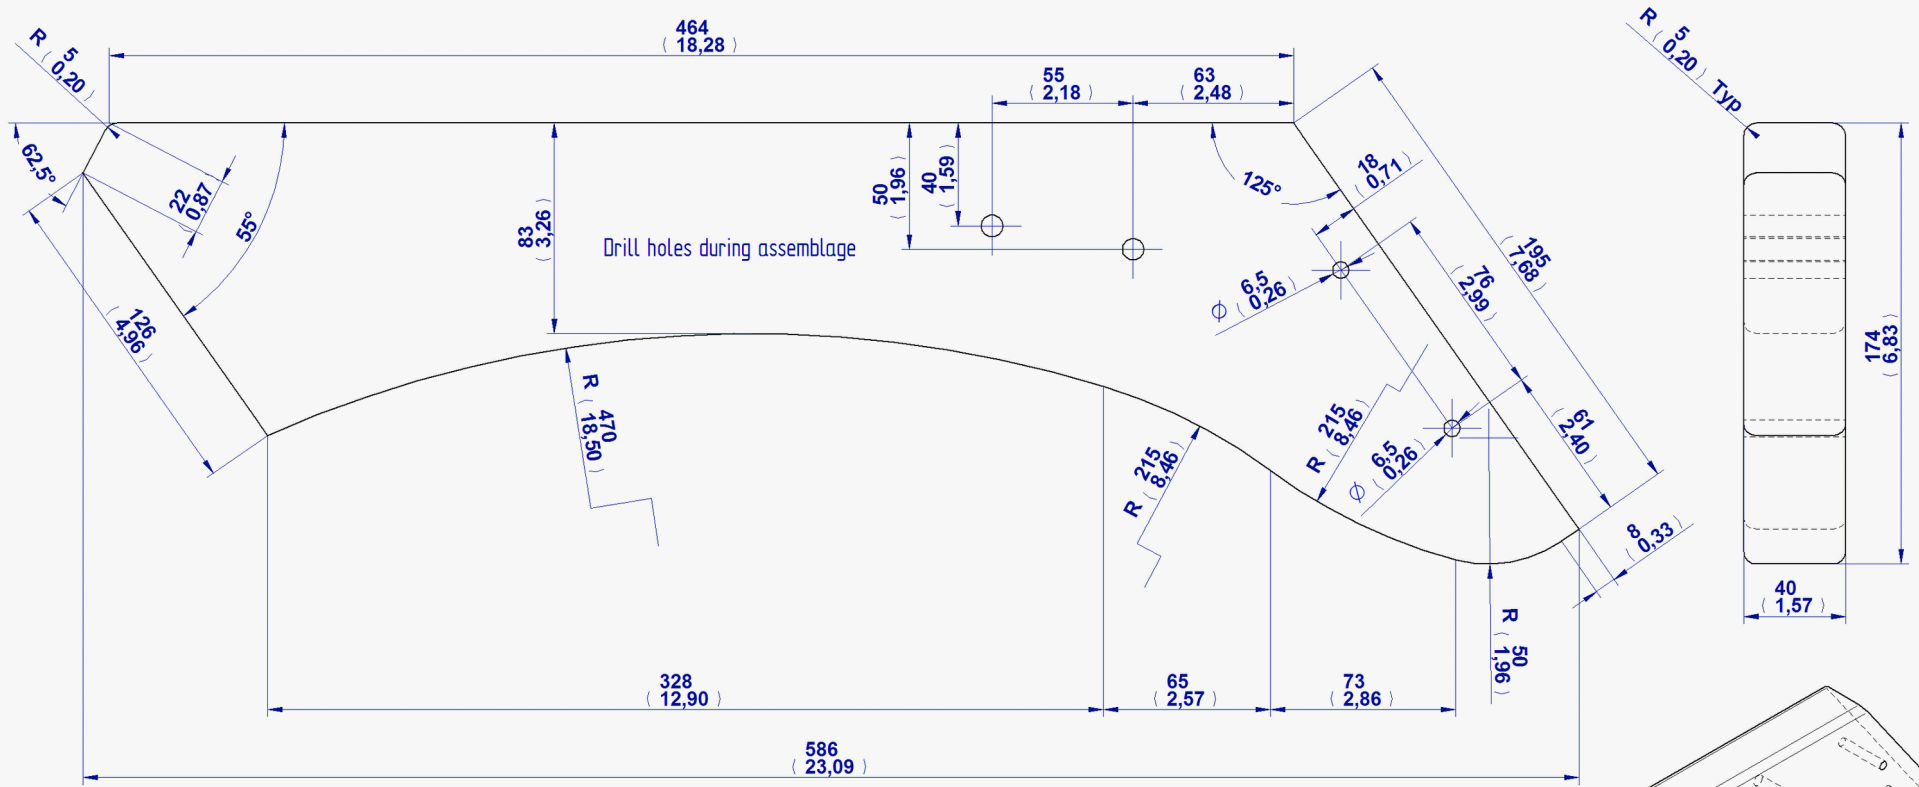 464
( 18,28 )
R ( 5
0,20 )
55
( 2,18 )
63
( 2,48 )
R ( 5
0,20 ) Typ
62,5°
22
0,87
55°
126
( 4,96 )
83
( 3,26 )
Drill holes during assemblage
50
( 1,96 )
40
( 1,59 )
125°
18
( 0,71 )
195
( 7,68 )
76
( 2,99 )
61
( 2,40 )
Ø ( 6,5
0,26 )
Ø ( 6,5
0,26 )
R ( 470
18,50 )
R ( 215
8,46 )
R ( 215
8,46 )
8
( 0,33 )
R ( 50
1,96 )
174
( 6,83 )
40
( 1,57 )
328
( 12,90 )
65
( 2,57 )
73
( 2,86 )
586
( 23,09 )